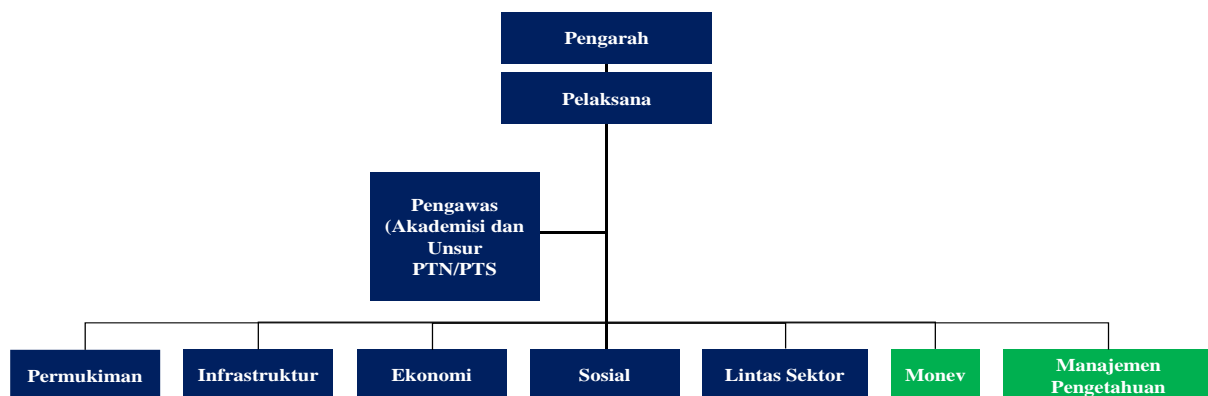 Pengarah
Pelaksana
Pengawas
(Akademisi dan
Unsur
PTN/PTS
Permukiman
Infrastruktur
Ekonomi
Sosial
Lintas Sektor
Monev
Manajemen
Pengetahuan